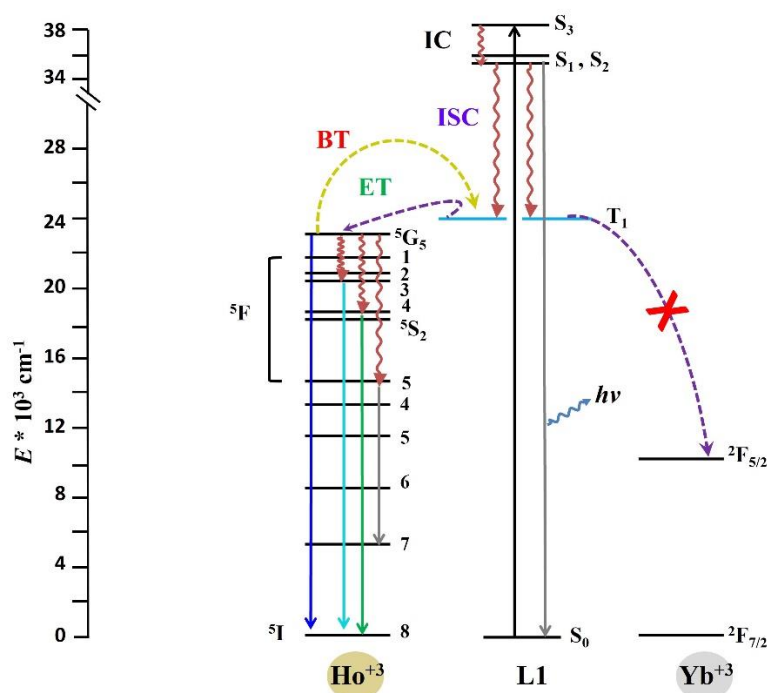 38
36
34
28
24
20
16
12
8
4
0
E * 10³ cm⁻¹
BT
ET
IC
ISC
S₃
S₁ , S₂
T₁
⁵G₅
1
2
3
4
⁵S₂
5
4
5
6
7
8
⁵F
⁵I
hν
S₀
²F₅/₂
²F₇/₂
Ho⁺³
L1
Yb⁺³